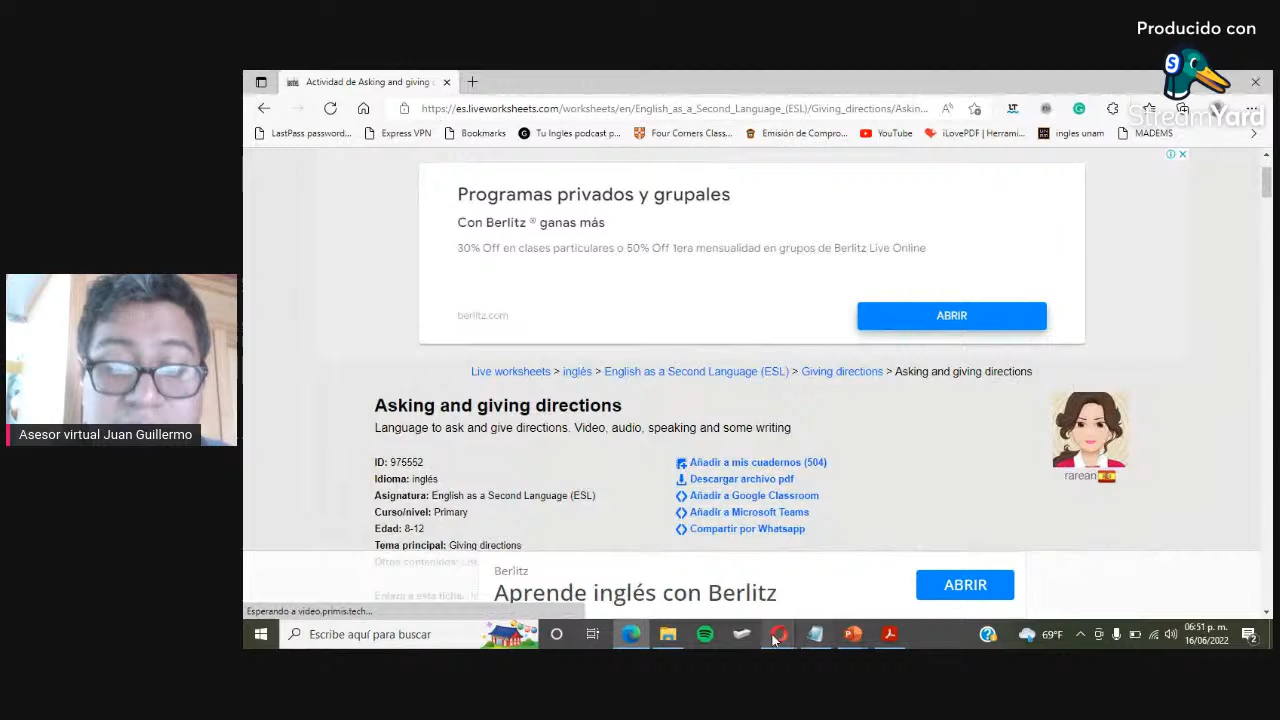 Producido con
StreamYard
Actividad de Asking and giving
https://es.liveworksheets.com/worksheets/en/English_as_a_Second_Language_(ESL)/Giving_directions/Askin...
LastPass password...
Express VPN
Bookmarks
Tu Ingles podcast p...
Four Corners Class...
Emisión de Compro...
YouTube
iLovePDF | Herrami...
ingles unam
MADEMS
Programas privados y grupales
Con Berlitz ® ganas más
30% Off en clases particulares o 50% Off 1era mensualidad en grupos de Berlitz Live Online
berlitz.com
ABRIR
Live worksheets > inglés > English as a Second Language (ESL) > Giving directions > Asking and giving directions
Asking and giving directions
Language to ask and give directions. Video, audio, speaking and some writing
ID: 975552
Idioma: inglés
Asignatura: English as a Second Language (ESL)
Curso/nivel: Primary
Edad: 8-12
Tema principal: Giving directions
Añadir a mis cuadernos (504)
Descargar archivo pdf
Añadir a Google Classroom
Añadir a Microsoft Teams
Compartir por Whatsapp
rarean
Asesor virtual Juan Guillermo
Otros contenidos:
Enlaza a esta ficha:
Berlitz
Aprende inglés con Berlitz
ABRIR
Esperando a video.primis.tech...
Escribe aquí para buscar
69°F
06:51 p. m.
16/06/2022
2